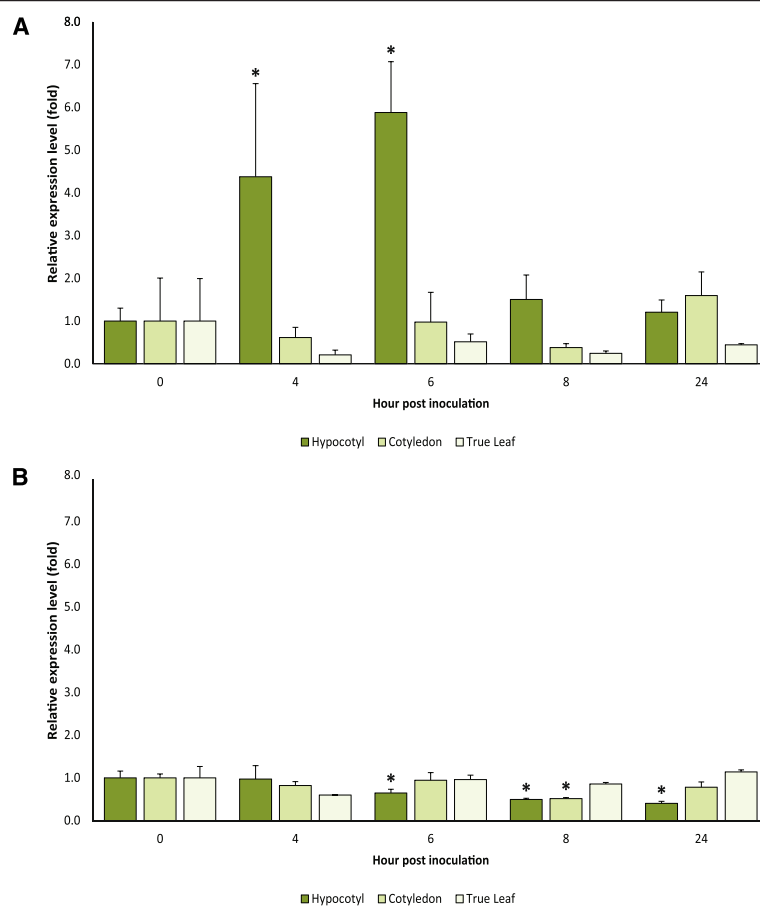 A
8.0
7.0
6.0
5.0
4.0
3.0
2.0
1.0
0.0
Relative expression level (fold)
*
*
0 4 6 8 24
Hour post inoculation
Hypocotyl Cotyledon True Leaf
B
8.0
7.0
6.0
5.0
4.0
3.0
2.0
1.0
0.0
Relative expression level (fold)
* * * *
0 4 6 8 24
Hour post inoculation
Hypocotyl Cotyledon True Leaf